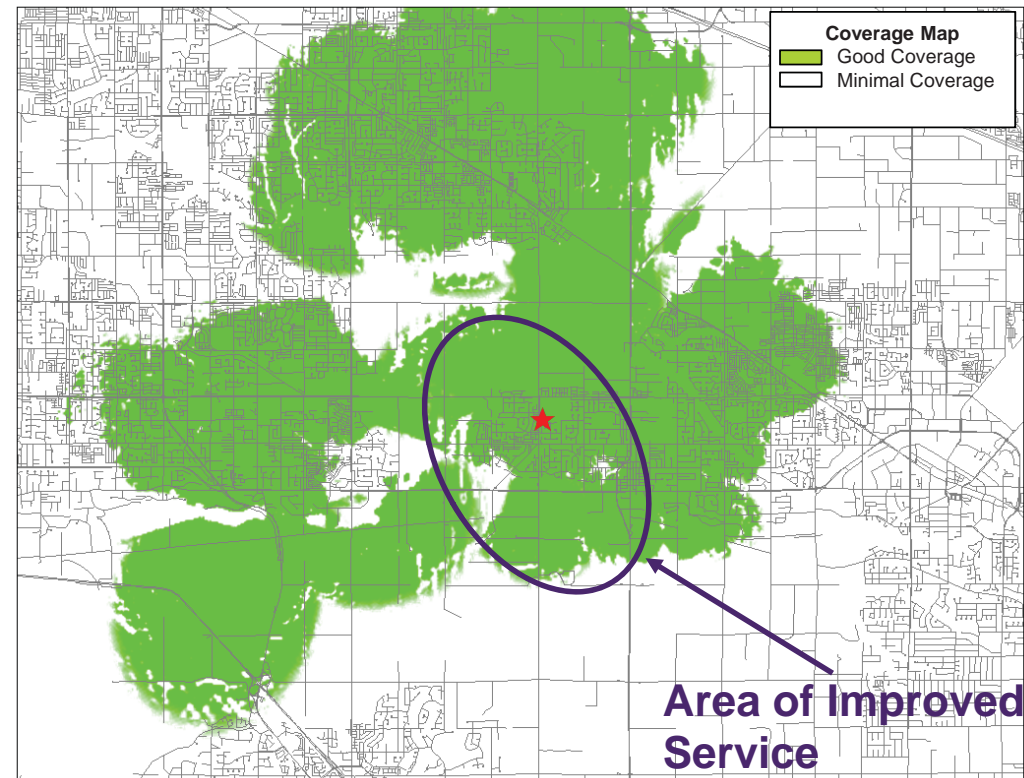 Coverage Map
Good Coverage
Minimal Coverage
Area of Improved
Service